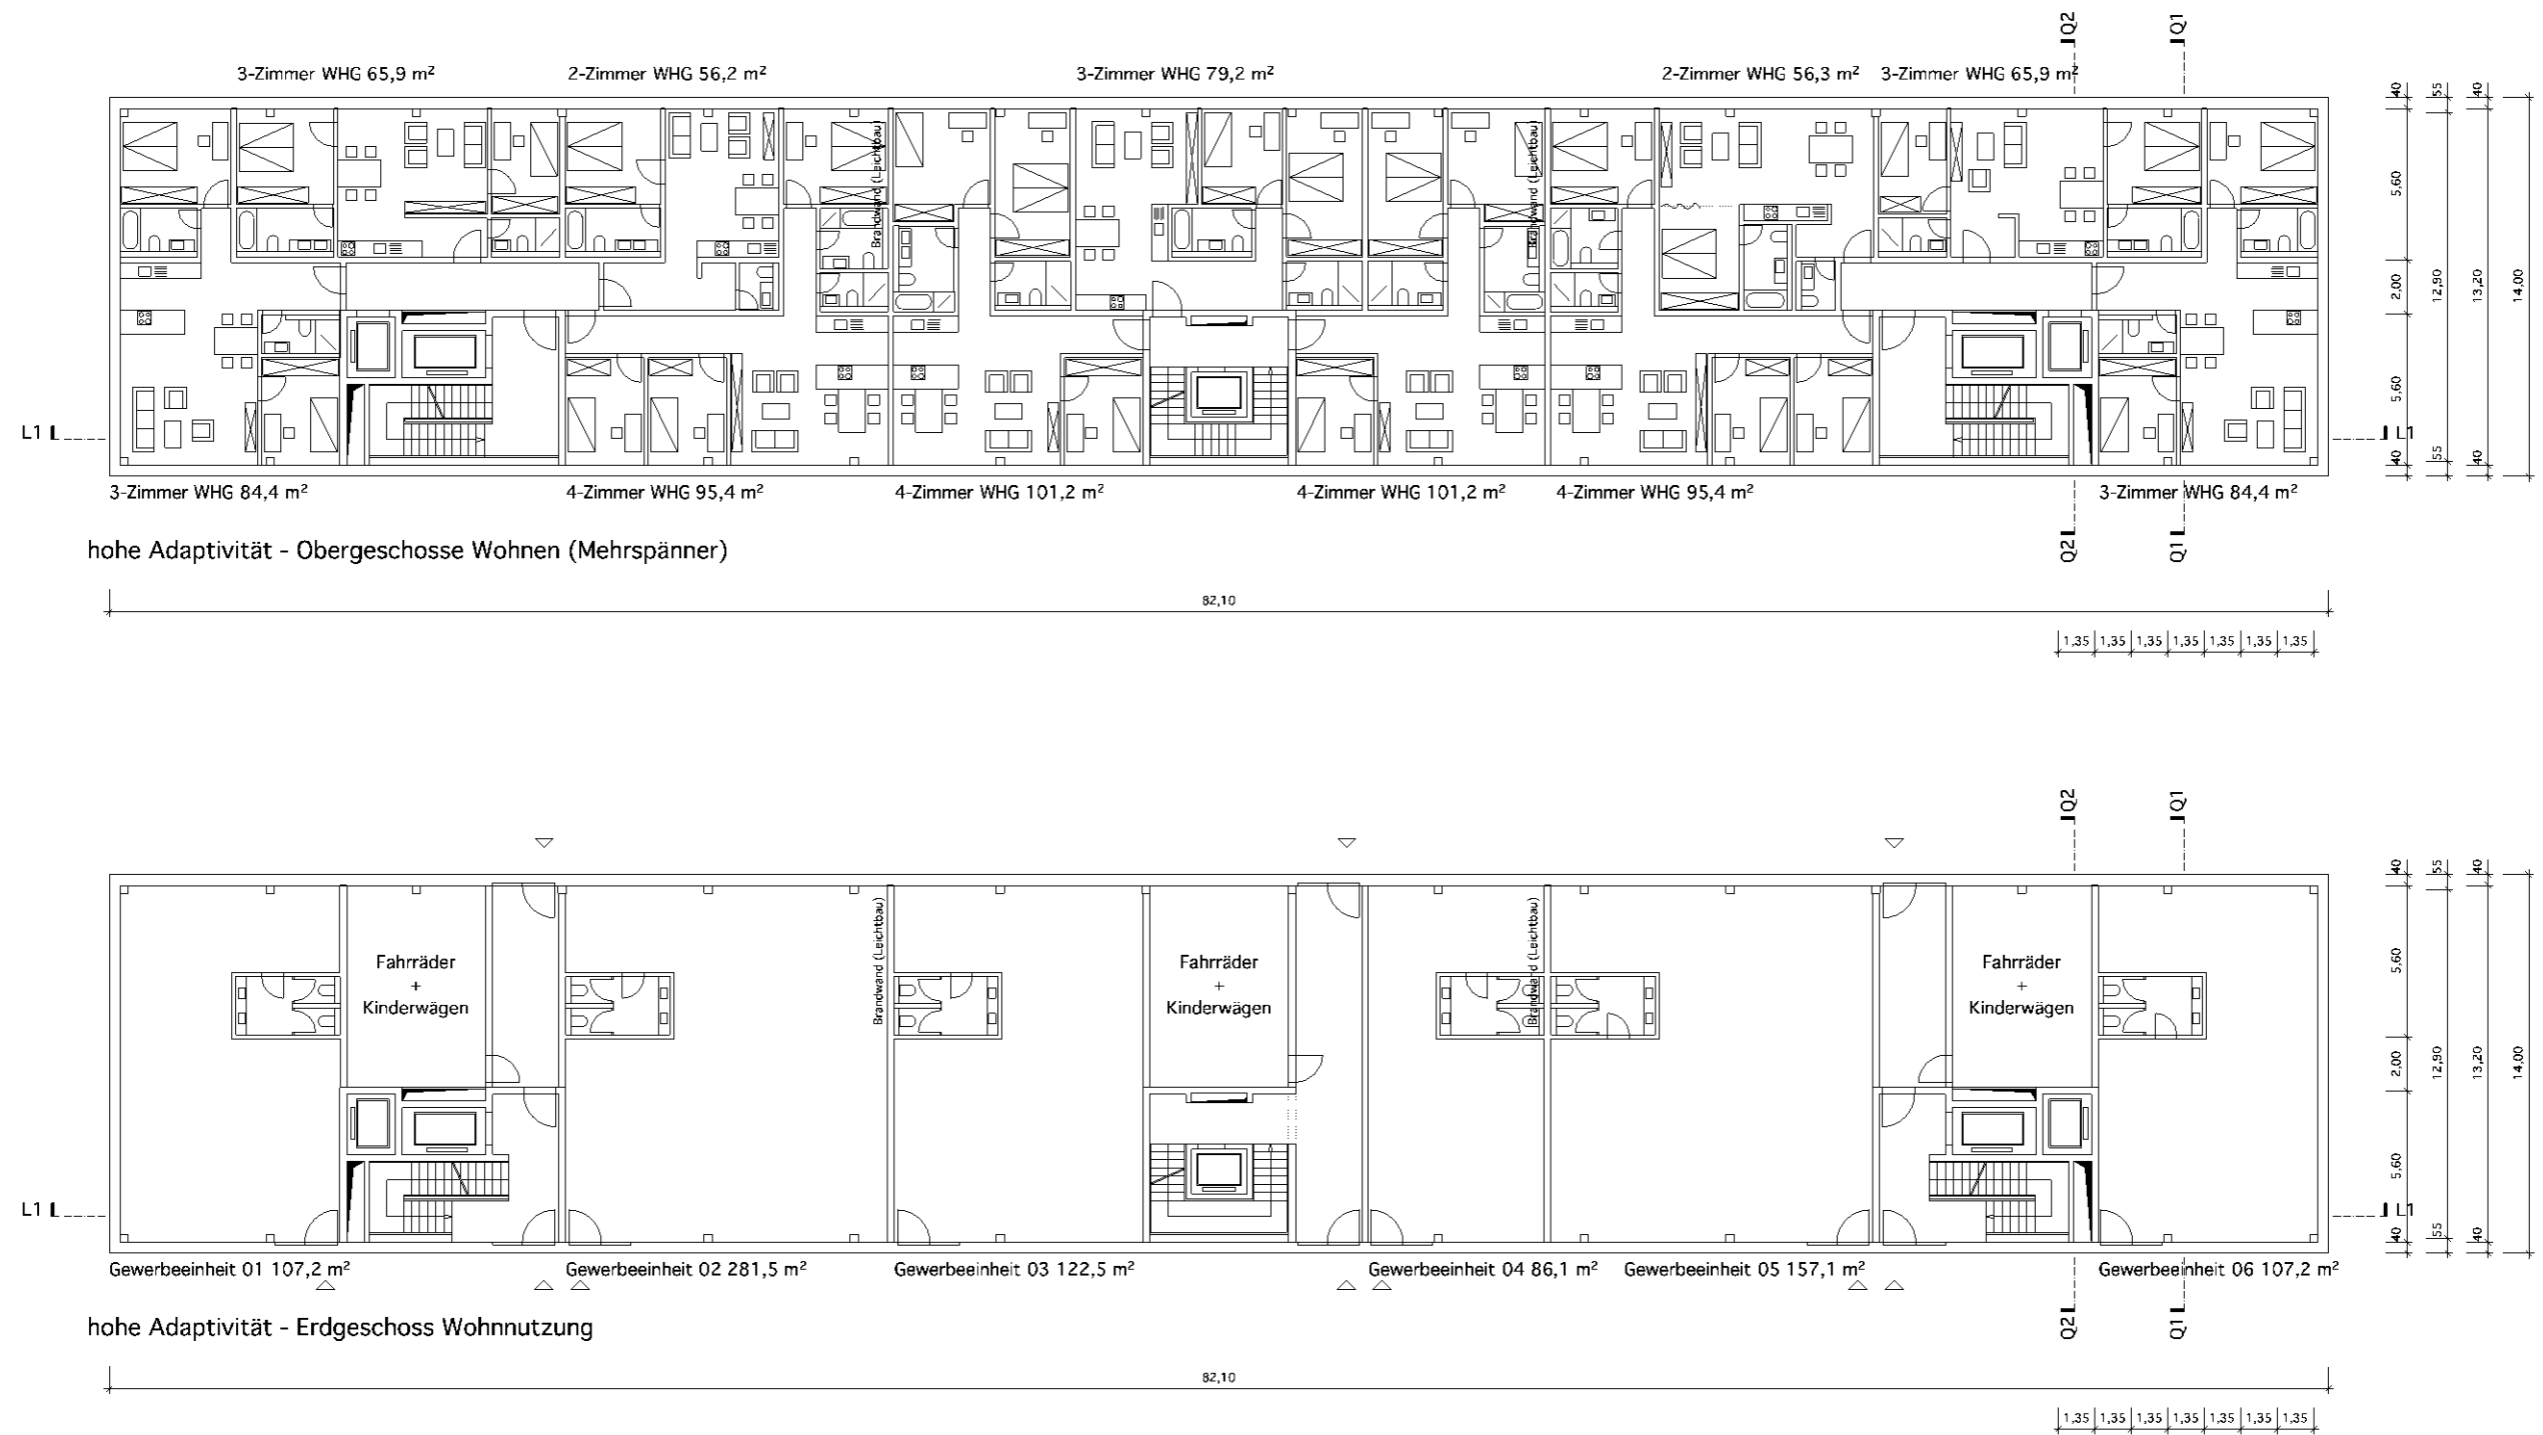 Q2 Q1
3-Zimmer WHG 65,9 m² 2-Zimmer WHG 56,2 m² 3-Zimmer WHG 79,2 m² 2-Zimmer WHG 56,3 m² 3-Zimmer WHG 65,9 m²
40 55 40
Brandwand (Leichtbau) Brandwand (Leichtbau)
5,60
2,00 12,90 13,20 14,00
5,60
L1 L1
40 55 40
3-Zimmer WHG 84,4 m² 4-Zimmer WHG 95,4 m² 4-Zimmer WHG 101,2 m² 4-Zimmer WHG 101,2 m² 4-Zimmer WHG 95,4 m² 3-Zimmer WHG 84,4 m²
Q2 Q1
hohe Adaptivität - Obergeschosse Wohnen (Mehrspänner)
82,10
1,35 1,35 1,35 1,35 1,35 1,35 1,35
Q2 Q1
40 55 40
Brandwand (Leichtbau) Brandwand (Leichtbau)
5,60
Fahrräder Fahrräder Fahrräder
+ + +
Kinderwägen Kinderwägen Kinderwägen
2,00 12,90 13,20 14,00
5,60
L1 L1
40 55 40
Gewerbeeinheit 01 107,2 m² Gewerbeeinheit 02 281,5 m² Gewerbeeinheit 03 122,5 m² Gewerbeeinheit 04 86,1 m² Gewerbeeinheit 05 157,1 m² Gewerbeeinheit 06 107,2 m²
Q2 Q1
hohe Adaptivität - Erdgeschoss Wohnnutzung
82,10
1,35 1,35 1,35 1,35 1,35 1,35 1,35